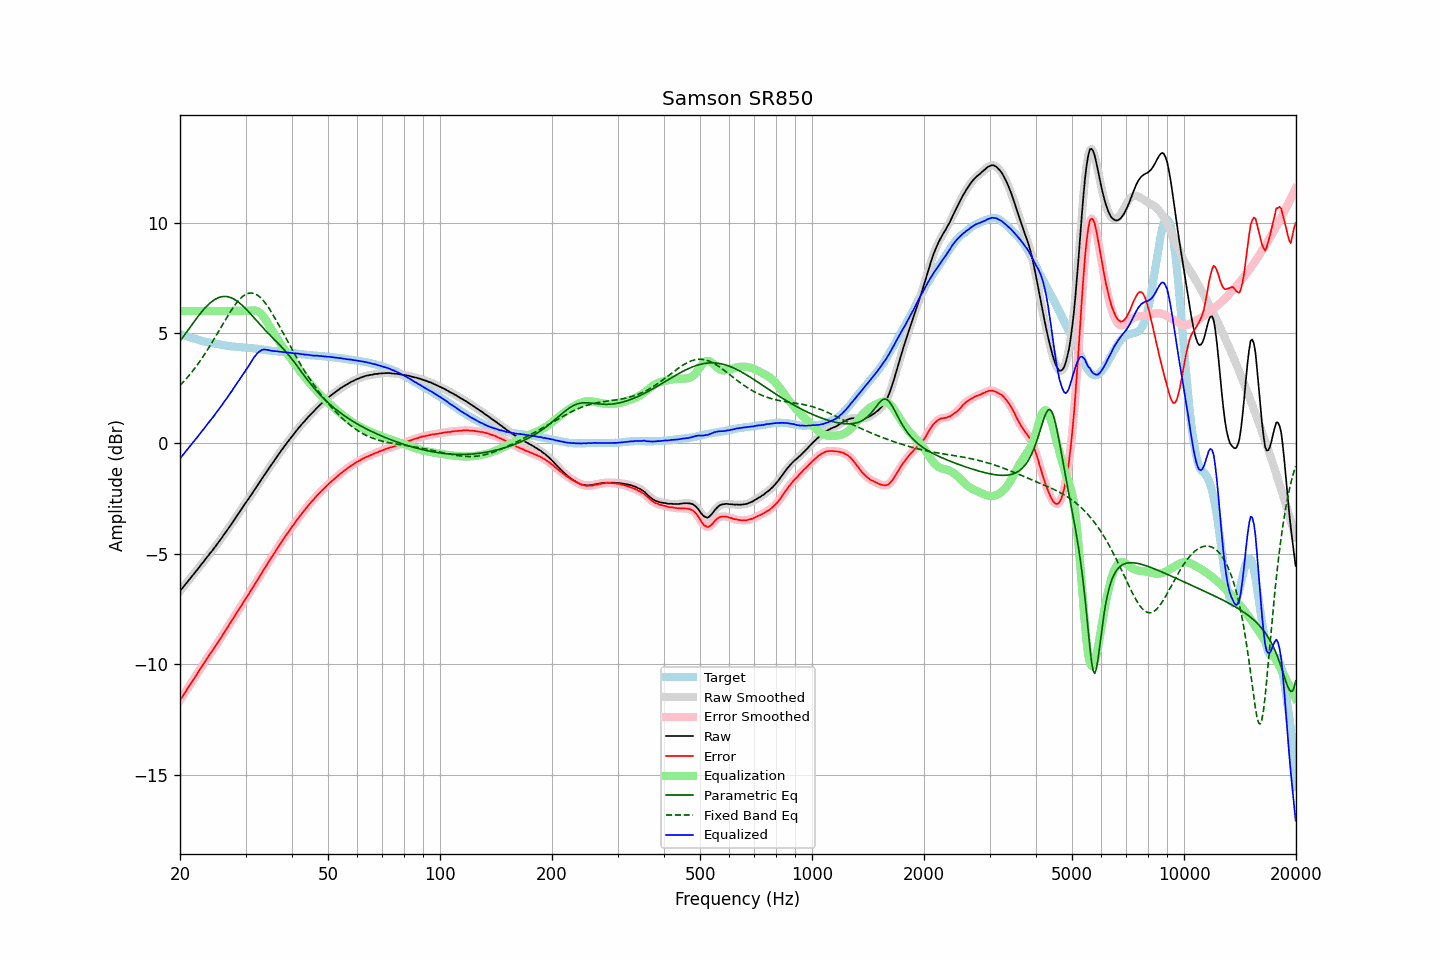 Samson SR850
Amplitude (dBr)
10
5
0
−5
−10
−15
Target
Raw Smoothed
Error Smoothed
Raw
Error
Equalization
Parametric Eq
Fixed Band Eq
Equalized
20 50 100 200 500 1000 2000 5000 10000 20000
Frequency (Hz)